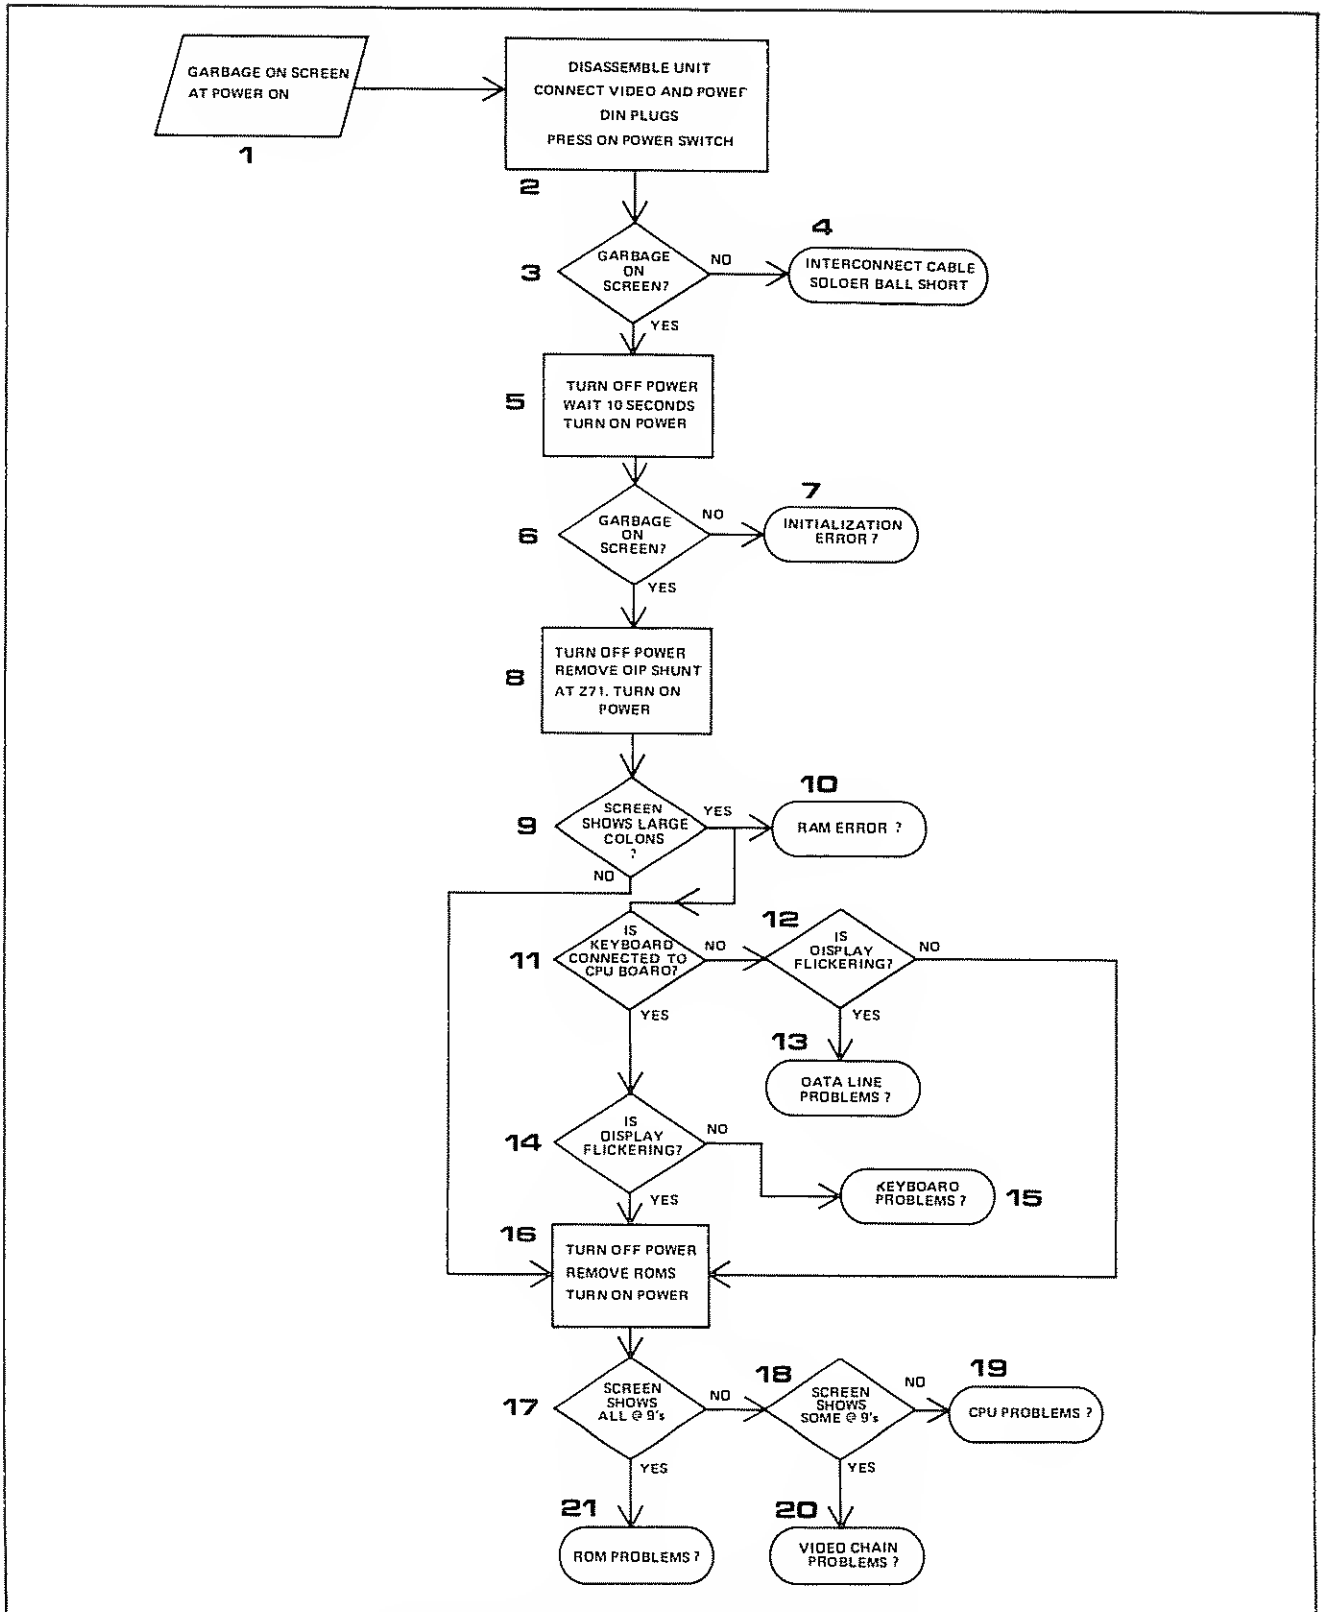 GARBAGE ON SCREEN
AT POWER ON
1
DISASSEMBLE UNIT
CONNECT VIDEO AND POWER
DIN PLUGS
PRESS ON POWER SWITCH
2
3
GARBAGE
ON
SCREEN?
NO
YES
4
INTERCONNECT CABLE
SOLOER BALL SHORT
5
TURN OFF POWER
WAIT 10 SECONDS
TURN ON POWER
6
GARBAGE
ON
SCREEN?
NO
YES
7
INITIALIZATION
ERROR ?
8
TURN OFF POWER
REMOVE OIP SHUNT
AT Z71. TURN ON
POWER
9
SCREEN
SHOWS LARGE
COLONS
?
YES
NO
10
RAM ERROR ?
11
IS
KEYBOARD
CONNECTED TO
CPU BOARD?
NO
YES
12
IS
DISPLAY
FLICKERING?
NO
YES
13
OATA LINE
PROBLEMS ?
14
IS
DISPLAY
FLICKERING?
NO
YES
KEYBOARD
PROBLEMS ?
15
16
TURN OFF POWER
REMOVE ROMS
TURN ON POWER
17
SCREEN
SHOWS
ALL @ 9's
NO
YES
18
SCREEN
SHOWS
SOME @ 9's
NO
YES
19
CPU PROBLEMS ?
21
ROM PROBLEMS ?
20
VIDEO CHAIN
PROBLEMS ?